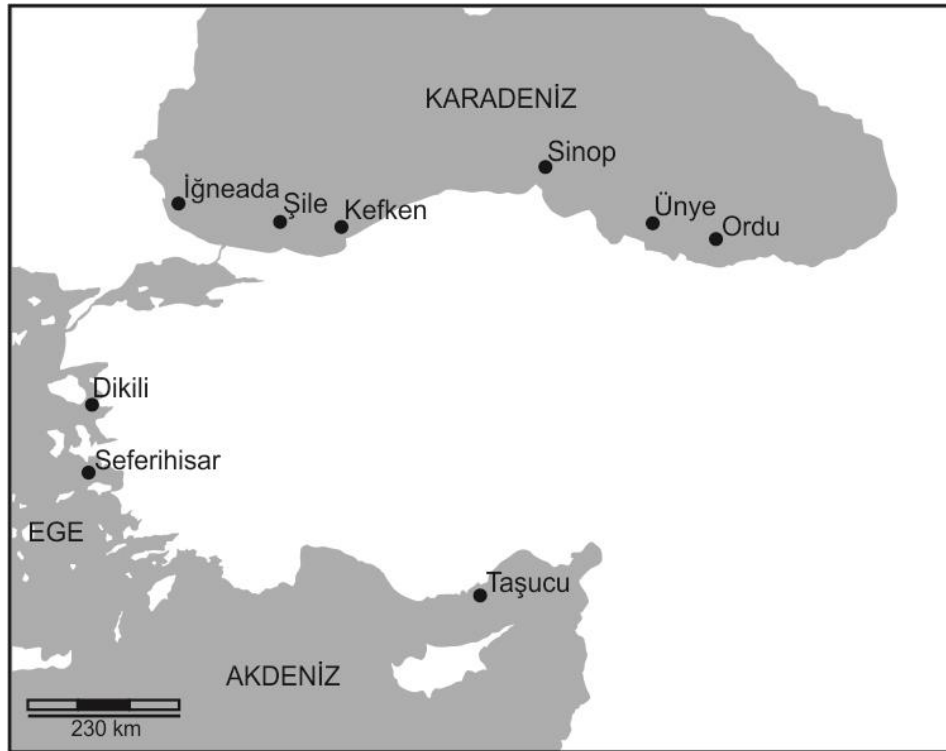 KARADENİZ
Sinop
İğneada
Şile
Kefken
Ünye
Ordu
Dikili
Seferihisar
EGE
Taşucu
AKDENİZ
230 km